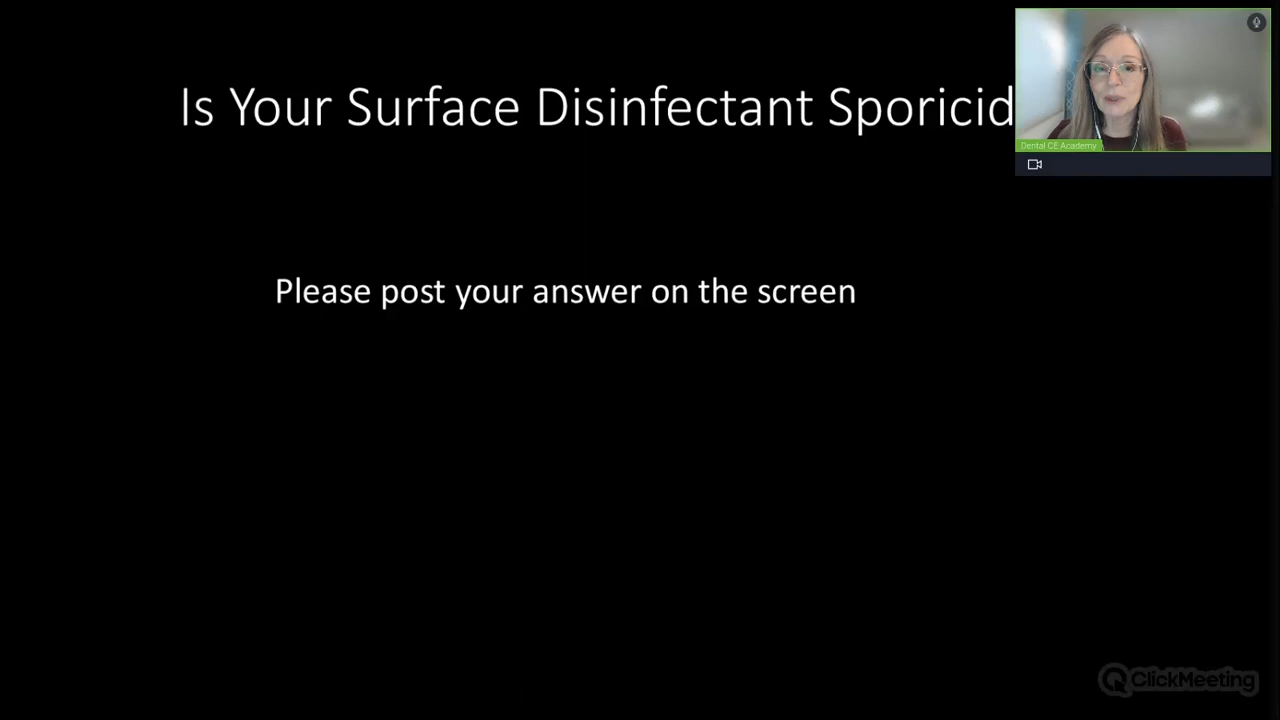 Is Your Surface Disinfectant Sporicid
Dental CE Academy
Please post your answer on the screen
ClickMeeting